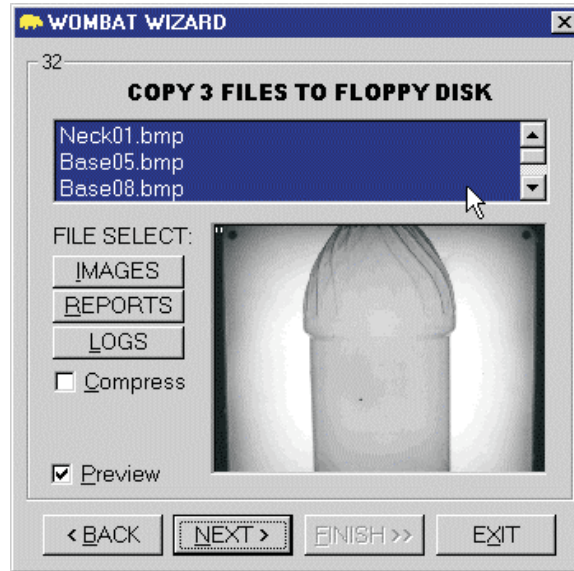 WOMBAT WIZARD
32
COPY 3 FILES TO FLOPPY DISK
Neck01.bmp
Base05.bmp
Base08.bmp
FILE SELECT:
IMAGES
REPORTS
LOGS
Compress
Preview
< BACK NEXT > FINISH >> EXIT